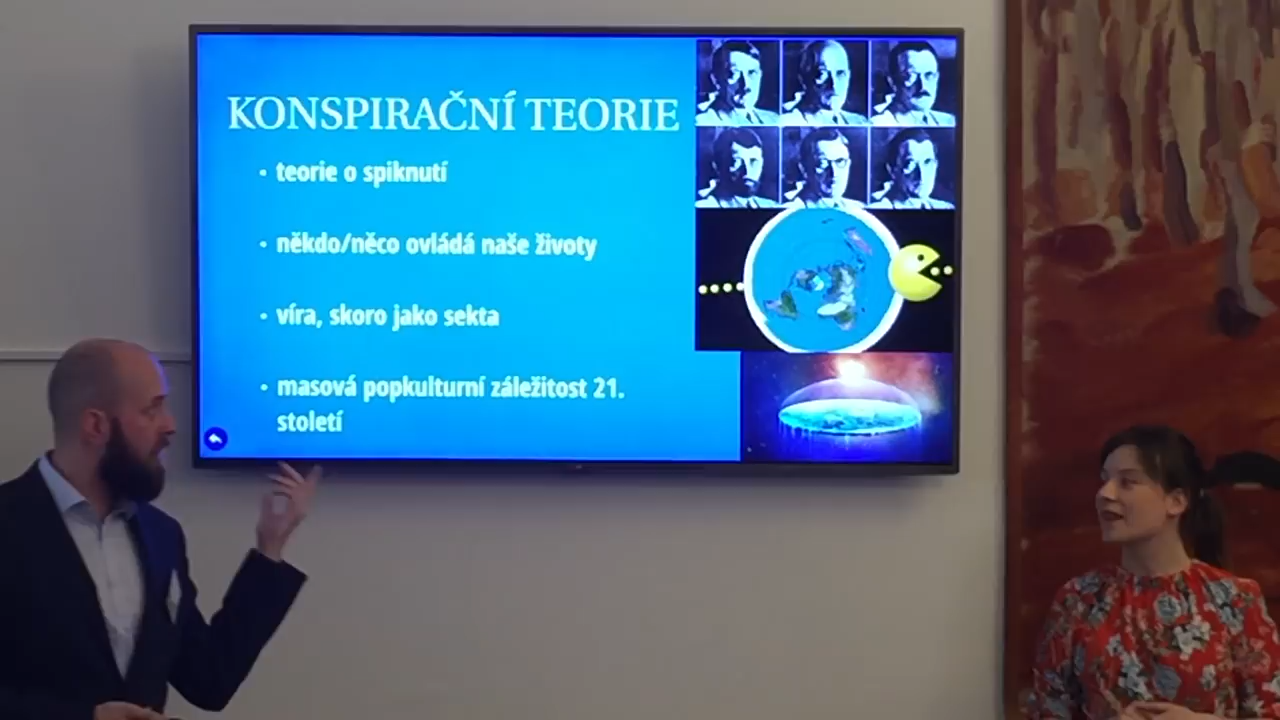 KONSPIRAČNÍ TEORIE
• teorie o spiknutí
• někdo/něco ovládá naše životy
• víra, skoro jako sekta
• masová popkulturní záležitost 21.
století